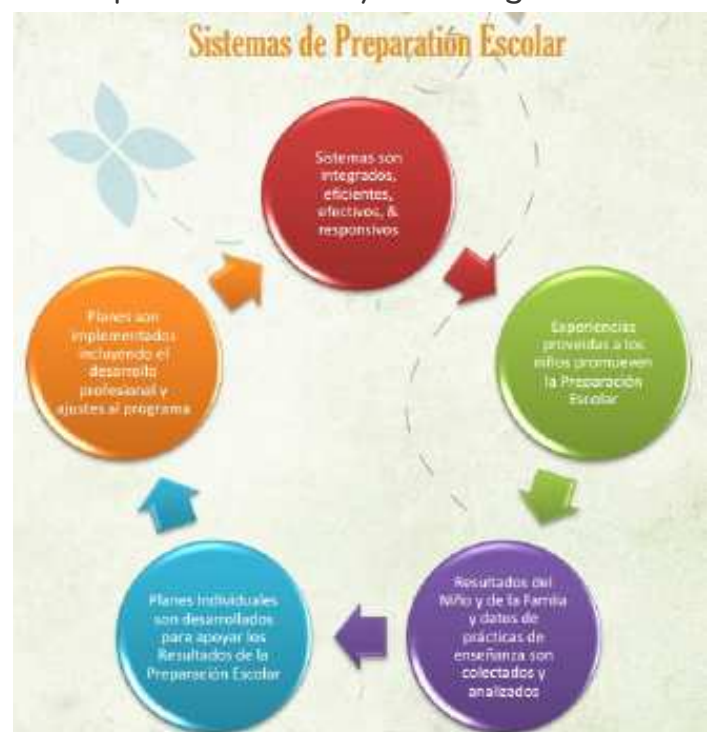 Sistemas de Preparatión Escolar
Sistemas son
integrados,
eficientes,
efectivos, &
responsivos
Experiencias
proveidas a los
niños promueven
la Preparación
Escolar
Resultados del
Niño y de la Familia
y datos de
prácticas de
enseñanza son
colectados y
analizados
Planes Individuales
son desarrollados
para apoyar los
Resultados de la
Preparación Escolar
Planes son
implementados
incluyendo el
desarrollo
profesional y
ajustes al programa